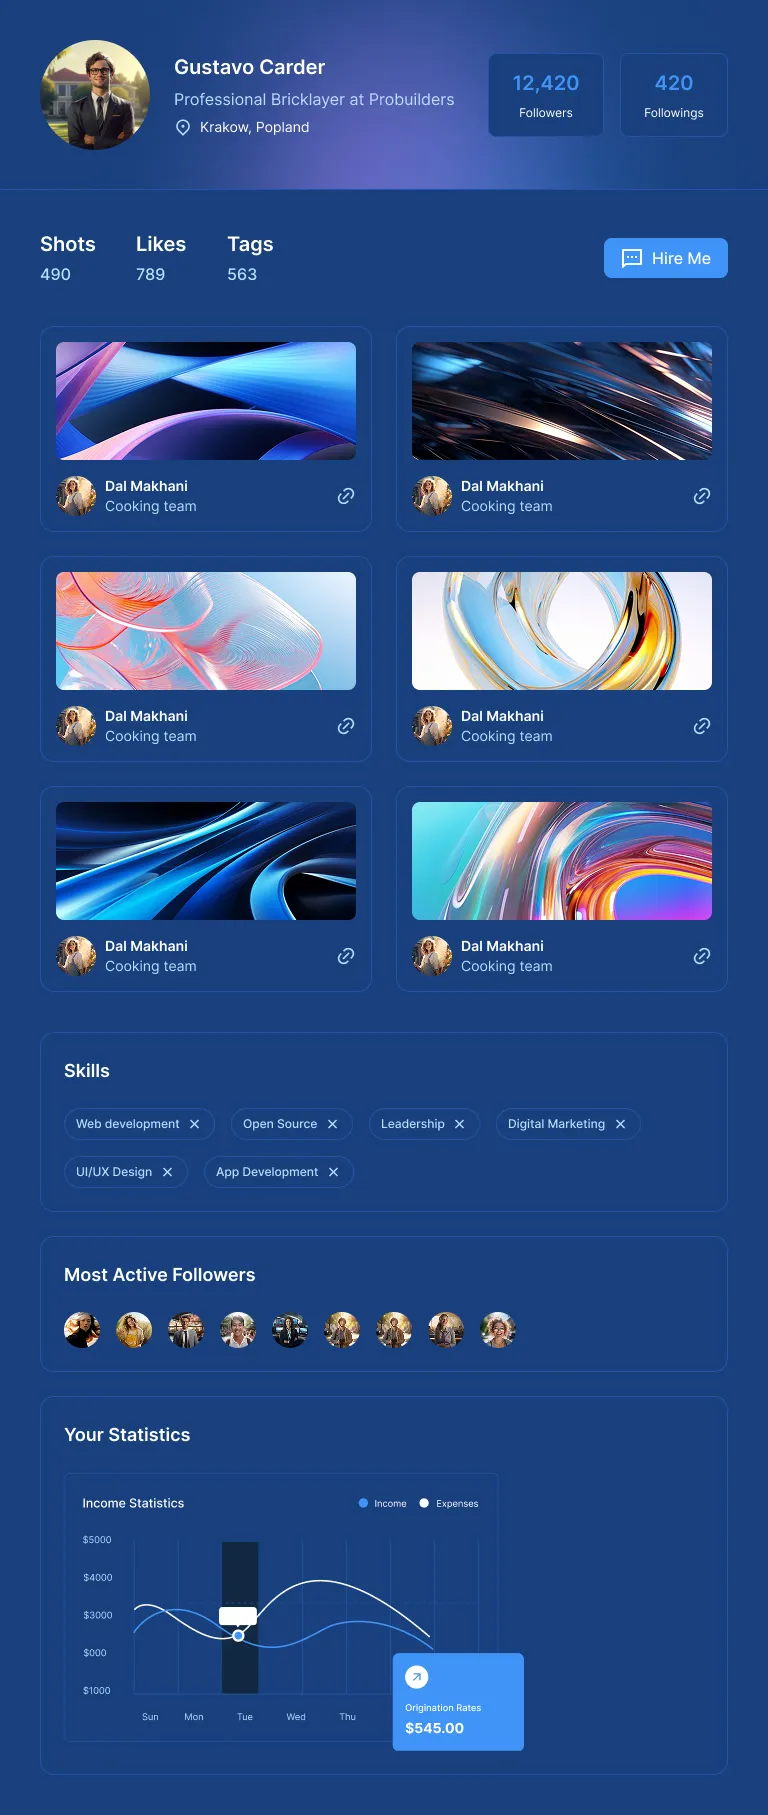 Gustavo Carder
Professional Bricklayer at Probuilders
Krakow, Popland
12,420
Followers
420
Followings
Shots
490
Likes
789
Tags
563
Hire Me
Dal Makhani
Cooking team
Dal Makhani
Cooking team
Dal Makhani
Cooking team
Dal Makhani
Cooking team
Dal Makhani
Cooking team
Dal Makhani
Cooking team
Skills
Web development
Open Source
Leadership
Digital Marketing
UI/UX Design
App Development
Most Active Followers
Your Statistics
Income Statistics
Income
Expenses
$5000
$4000
$3000
$000
$1000
Sun
Mon
Tue
Wed
Thu
Origination Rates
$545.00